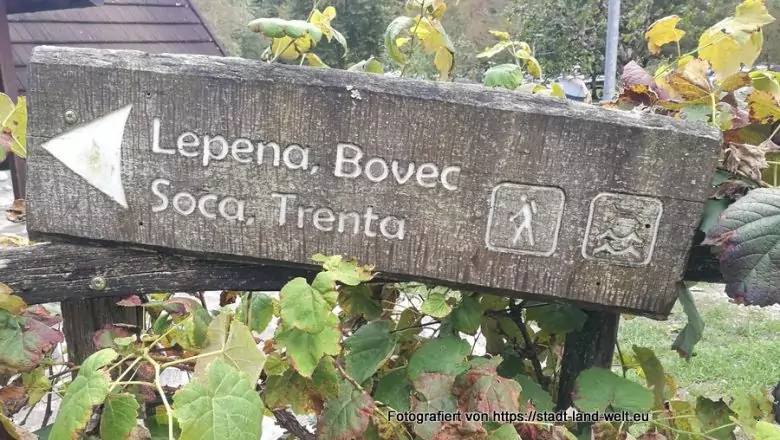 Lepena, Bovec
Soca, Trenta
Fotografiert von https://stadt-land-welt.eu